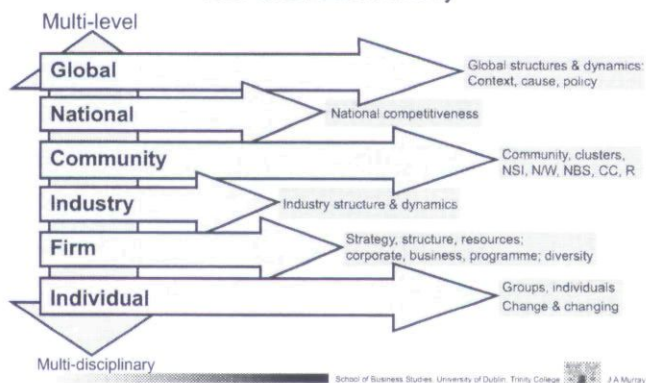 Multi-level
Global
Global structures & dynamics:
Context, cause, policy
National
National competitiveness
Community
Community, clusters,
NSI, N/W, NBS, CC, R
Industry
Industry structure & dynamics
Firm
Strategy, structure, resources;
corporate, business, programme; diversity
Individual
Groups, individuals
Change & changing
Multi-disciplinary
School of Business Studies, University of Dublin, Trinity College
J A Murray